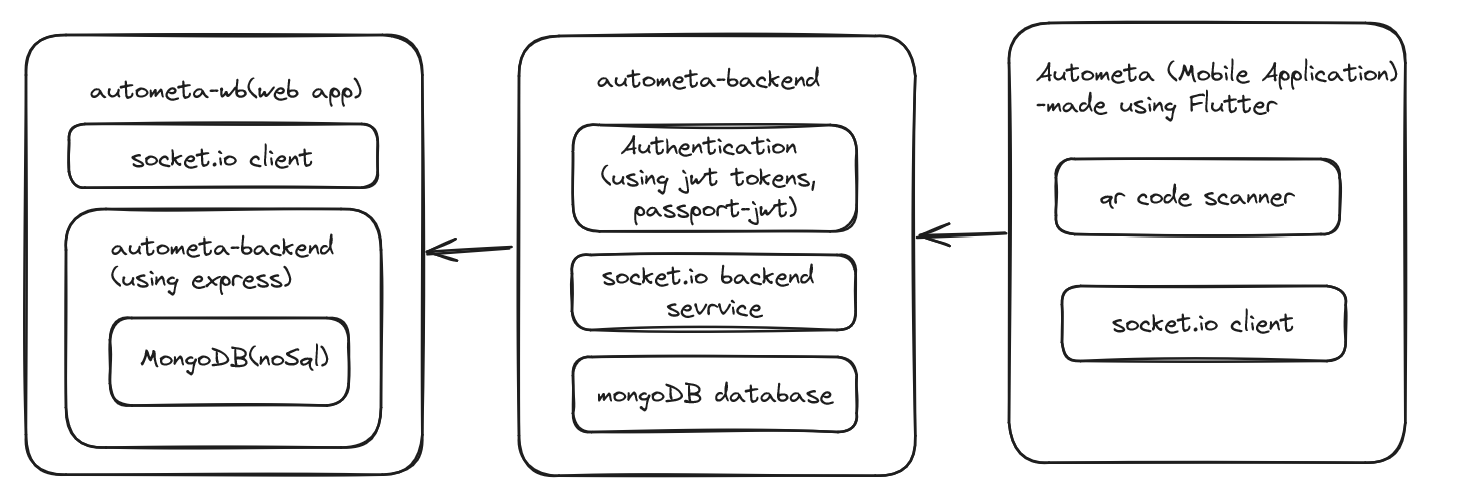 autometa-wb(web app)
socket.io client
autometa-backend
(using express)
MongoDB(noSql)
autometa-backend
Authentication
(using jwt tokens,
passport-jwt)
socket.io backend
sevrvice
mongoDB database
Autometa (Mobile Application)
-made using Flutter
qr code scanner
socket.io client